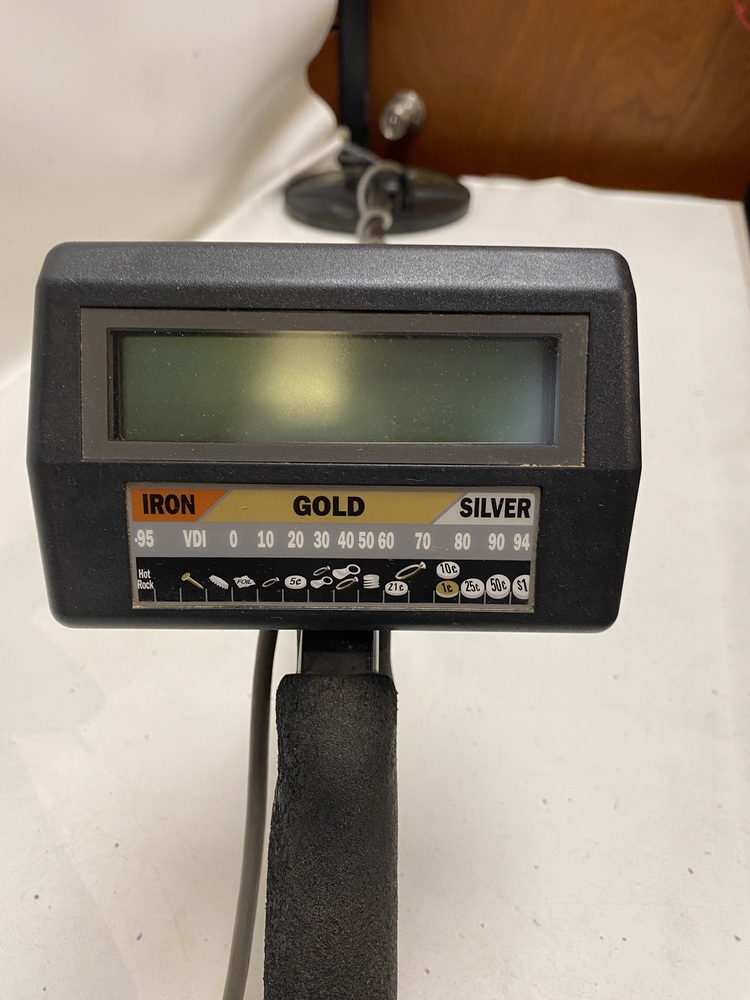 IRON GOLD SILVER
-95 VDI 0 10 20 30 40 50 60 70 80 90 94
10¢
Hot Rock FOIL 5¢ 21¢ 1¢ 25¢ 50¢ $1